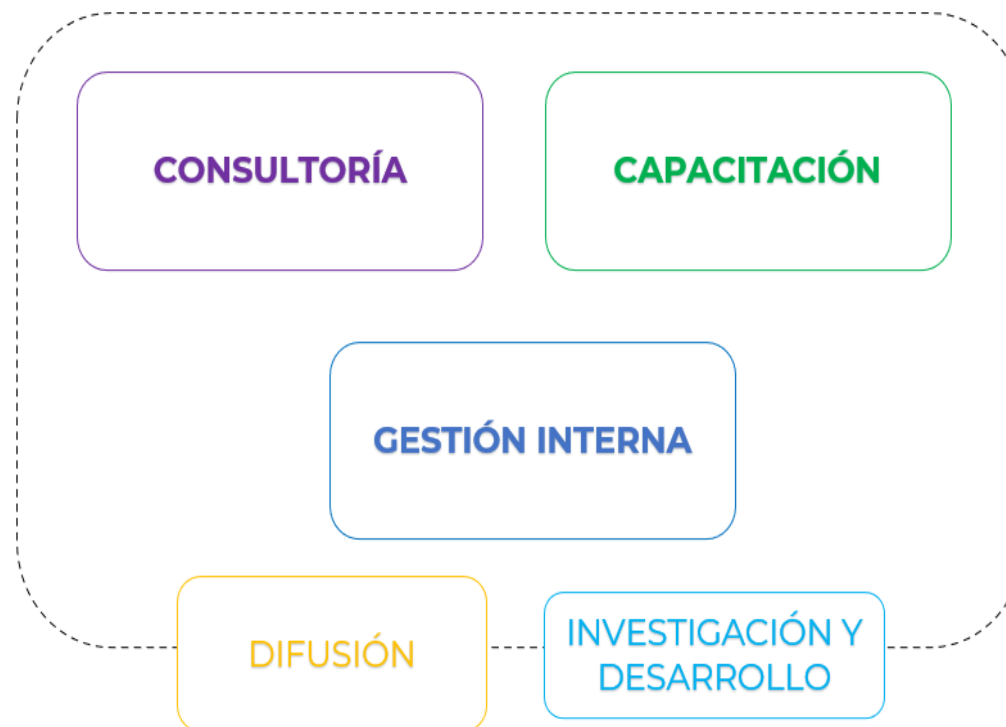 CONSULTORÍA
CAPACITACIÓN
GESTIÓN INTERNA
DIFUSIÓN
INVESTIGACIÓN Y
DESARROLLO